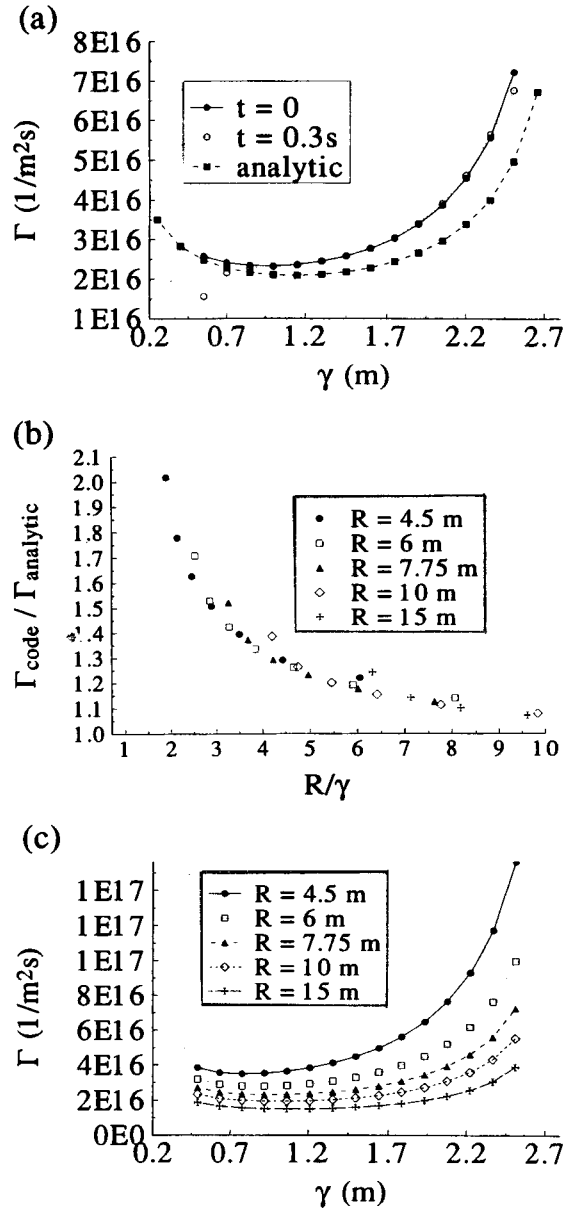 (a)
8E16
7E16
6E16
5E16
4E16
3E16
2E16
1E16
Γ (1/m²s)
t = 0
t = 0.3s
analytic
0.2 0.7 1.2 1.7 2.2 2.7
γ (m)
(b)
2.1
2.0
1.9
1.8
1.7
1.6
1.5
1.4
1.3
1.2
1.1
1.0
Γcode / Γanalytic
R = 4.5 m
R = 6 m
R = 7.75 m
R = 10 m
R = 15 m
1 2 3 4 5 6 7 8 9 10
R/γ
(c)
1E17
1E17
8E16
6E16
4E16
2E16
0E0
Γ (1/m²s)
R = 4.5 m
R = 6 m
R = 7.75 m
R = 10 m
R = 15 m
0.2 0.7 1.2 1.7 2.2 2.7
γ (m)